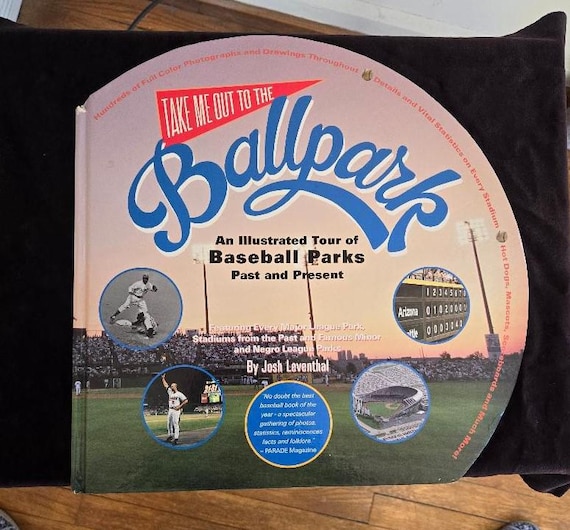 Hundreds of Full Color Photographs and Drawings Throughout
Details and Vital Statistics on Every Stadium
Hot Dogs, Mascots,
and Much More!
TAKE ME OUT TO THE
Ballpark
An Illustrated Tour of
Baseball Parks
Past and Present
Featuring Every Major League Park,
Stadiums from the Past and Famous Minor
and Negro League Parks
By Josh Leventhal
Arizona
"No doubt the best
baseball book of the
year - a spectacular
gathering of photos,
statistics, reminiscences
facts and folklore."
– PARADE Magazine